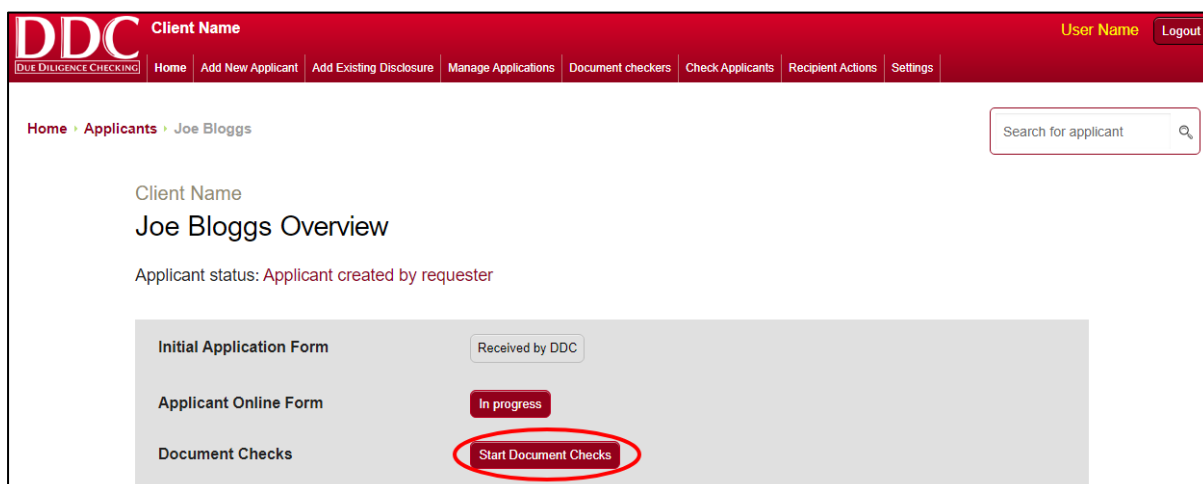 DDC
DUE DILIGENCE CHECKING
Client Name
User Name
Logout
Home Add New Applicant Add Existing Disclosure Manage Applications Document checkers Check Applicants Recipient Actions Settings
Home Applicants Joe Bloggs
Search for applicant
Client Name
Joe Bloggs Overview
Applicant status: Applicant created by requester
Initial Application Form Received by DDC
Applicant Online Form In progress
Document Checks Start Document Checks